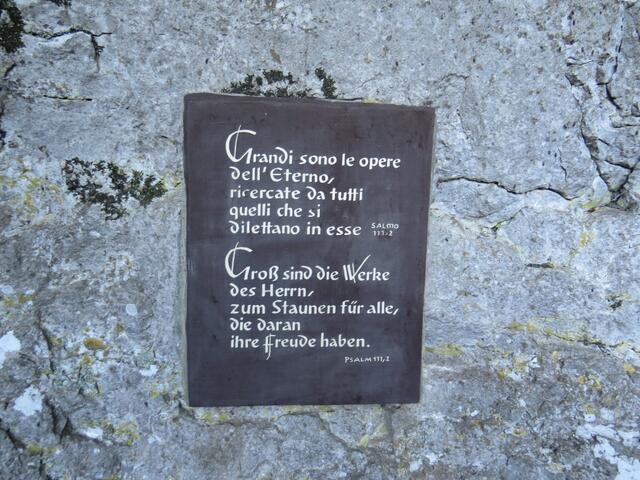 Grandi sono le opere
dell'Eterno,
ricercate da tutti
quelli che si
dilettano in esse SALMO
111:2
Groß sind die Werke
des Herrn,
zum Staunen für alle,
die daran
ihre Freude haben.
PSALM 111,2